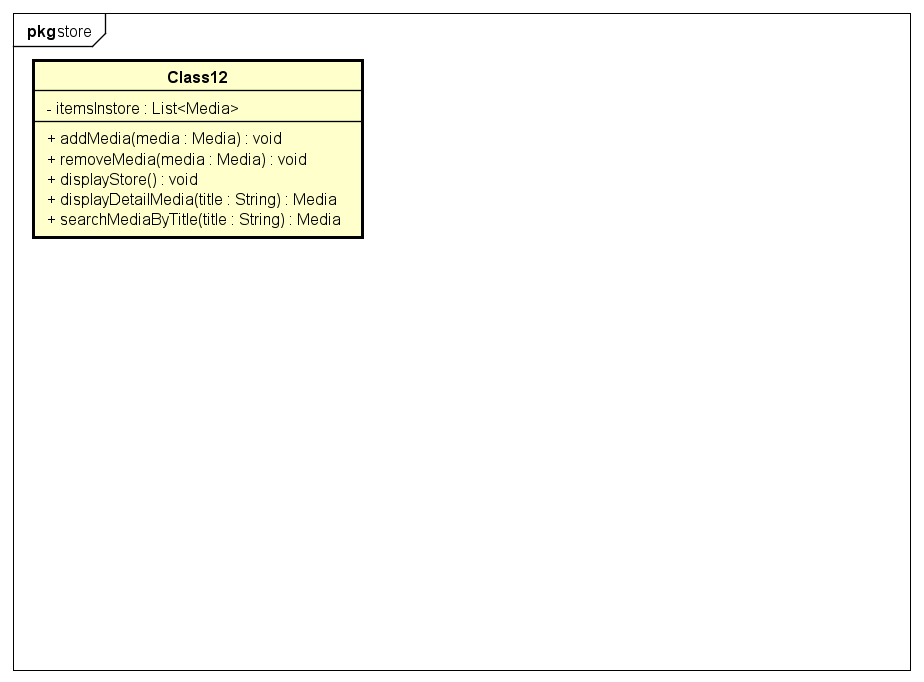 pkg store
Class12
- itemsInstore : List<Media>
+ addMedia(media : Media) : void
+ removeMedia(media : Media) : void
+ displayStore() : void
+ displayDetailMedia(title : String) : Media
+ searchMediaByTitle(title : String) : Media